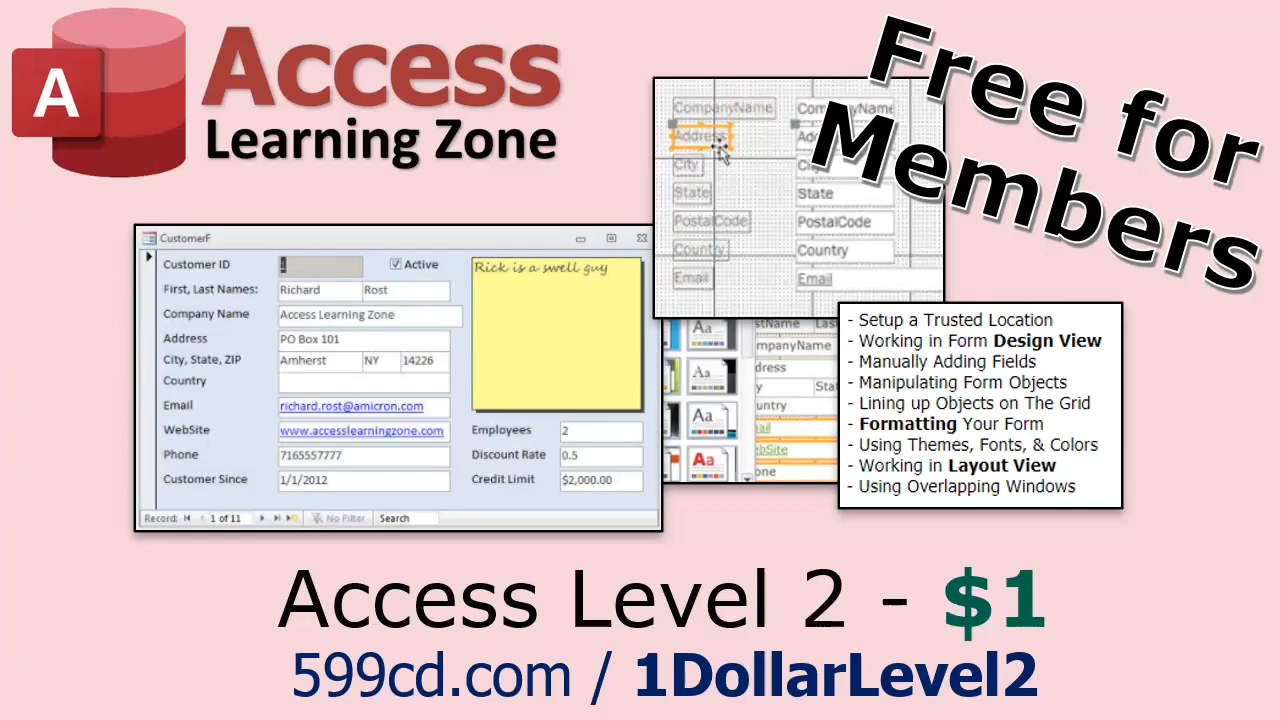 A
Access
Learning Zone
Free for
Members
CompanyName CompanyName
Address
City
State State
PostalCode PostalCode
Country Country
Email Email
CustomerF
Customer ID
Active
First, Last Names: Richard Rost
Company Name Access Learning Zone
Address PO Box 101
City, State, ZIP Amherst NY 14226
Country
Email richard.rost@amicron.com
WebSite www.accesslearningzone.com
Phone 7165557777
Customer Since 1/1/2012
Rick is a swell guy
Employees 2
Discount Rate 0.5
Credit Limit $2,000.00
Record: 1 of 11 No Filter Search
Aa
Aa
Aa
Aa
- Setup a Trusted Location
- Working in Form Design View
- Manually Adding Fields
- Manipulating Form Objects
- Lining up Objects on The Grid
- Formatting Your Form
- Using Themes, Fonts, & Colors
- Working in Layout View
- Using Overlapping Windows
Access Level 2 - $1
599cd.com / 1DollarLevel2